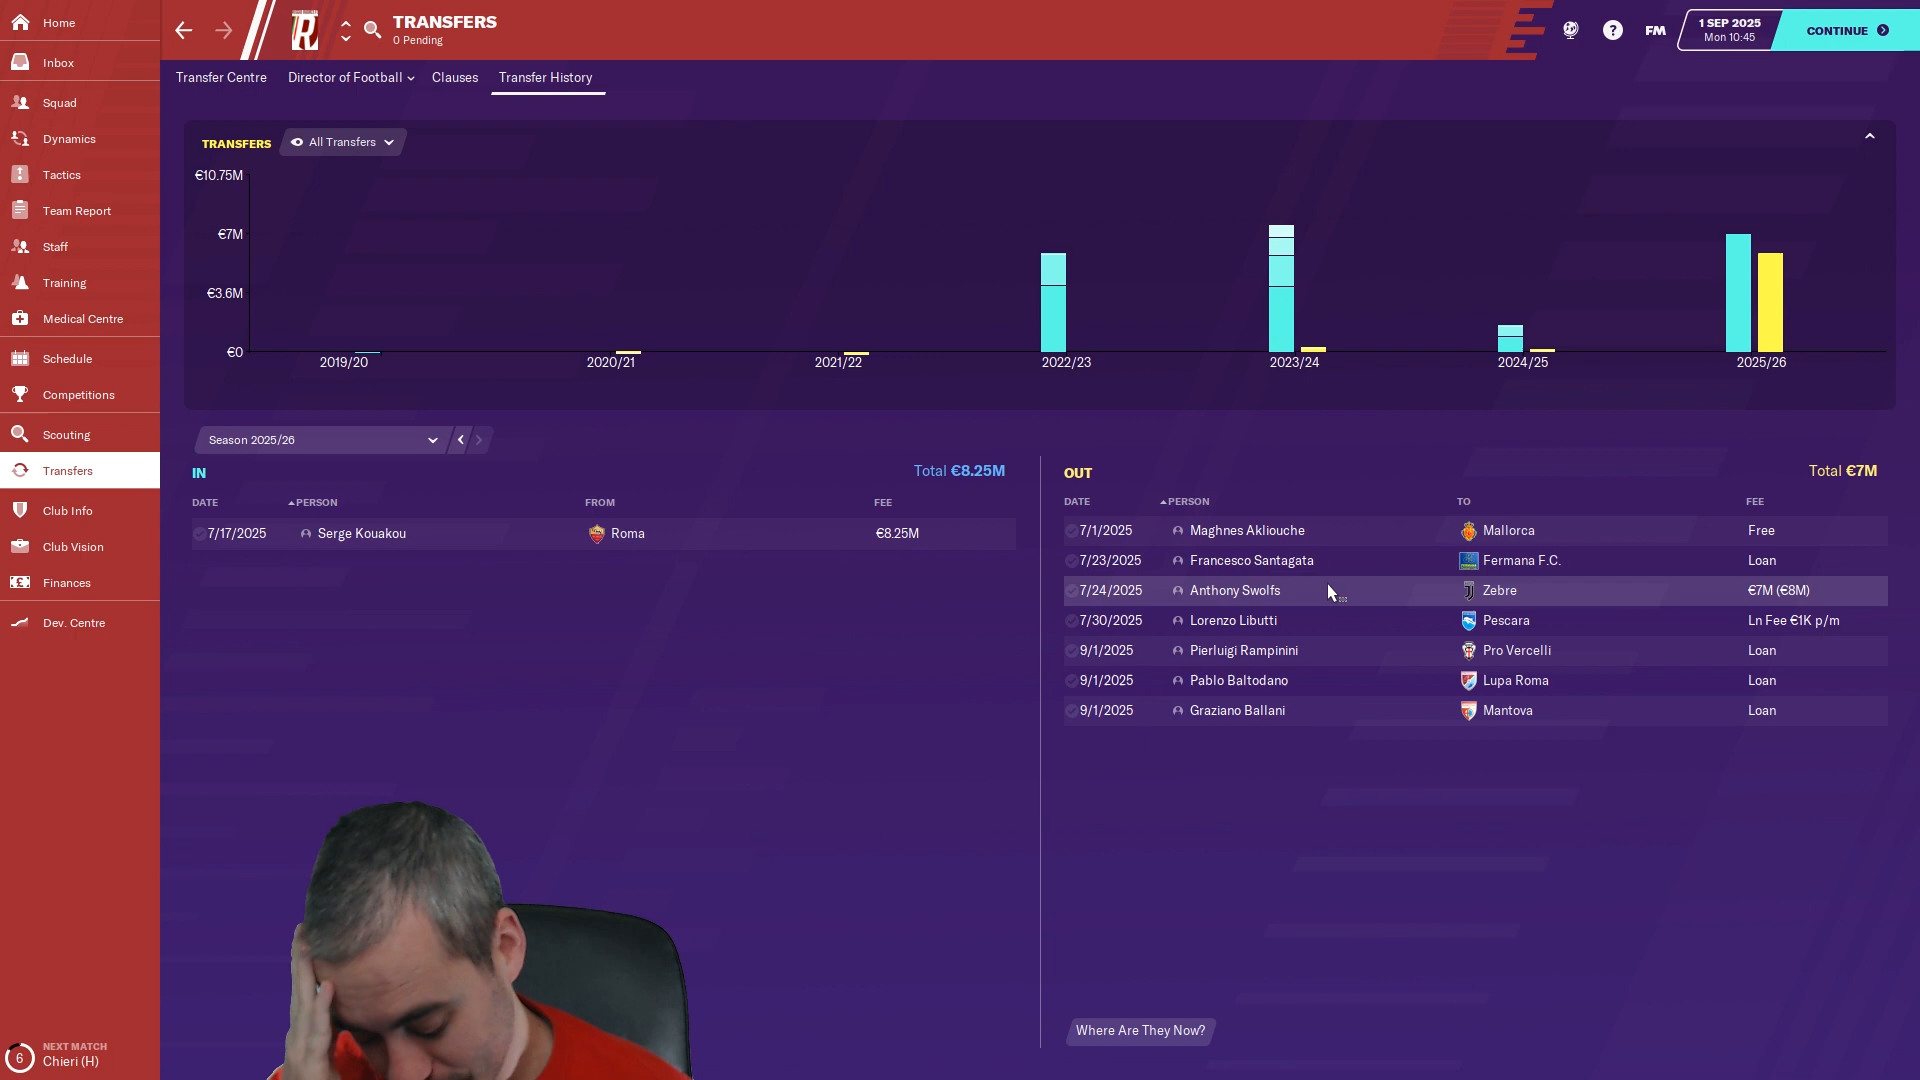 Home
Inbox
Squad
Dynamics
Tactics
Team Report
Staff
Training
Medical Centre
Schedule
Competitions
Scouting
Transfers
Club Info
Club Vision
Finances
Dev. Centre
6
NEXT MATCH
Chieri (H)
R
TRANSFERS
0 Pending
?
FM
1 SEP 2025
Mon 10:45
CONTINUE
Transfer Centre
Director of Football
Clauses
Transfer History
TRANSFERS
All Transfers
€10.75M
€7M
€3.6M
€0
2019/20
2020/21
2021/22
2022/23
2023/24
2024/25
2025/26
Season 2025/26
IN
Total €8.25M
DATE PERSON FROM FEE
7/17/2025 Serge Kouakou Roma €8.25M
OUT
Total €7M
DATE PERSON TO FEE
7/1/2025 Maghnes Akliouche Mallorca Free
7/23/2025 Francesco Santagata Fermana F.C. Loan
7/24/2025 Anthony Swolfs Zebre €7M (€8M)
7/30/2025 Lorenzo Libutti Pescara Ln Fee €1K p/m
9/1/2025 Pierluigi Rampinini Pro Vercelli Loan
9/1/2025 Pablo Baltodano Lupa Roma Loan
9/1/2025 Graziano Ballani Mantova Loan
Where Are They Now?